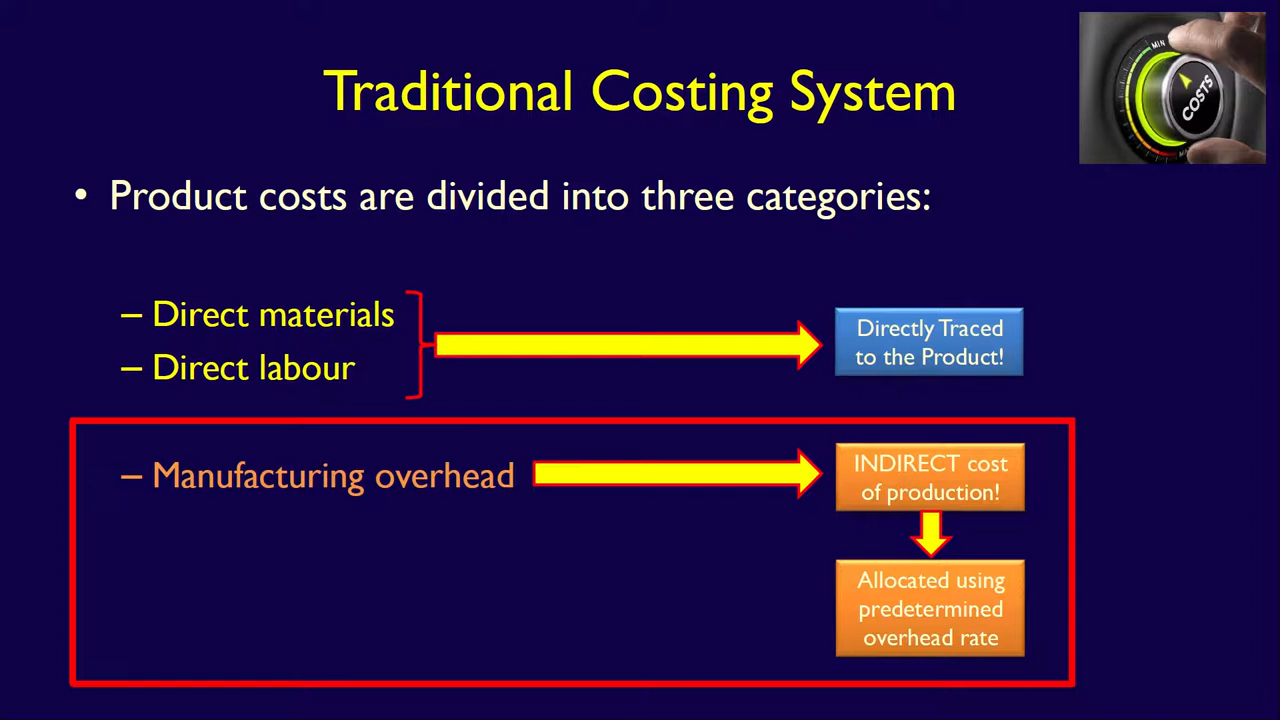 Traditional Costing System
MIN
COSTS
• Product costs are divided into three categories:
– Direct materials
– Direct labour
Directly Traced
to the Product!
– Manufacturing overhead
INDIRECT cost
of production!
Allocated using
predetermined
overhead rate